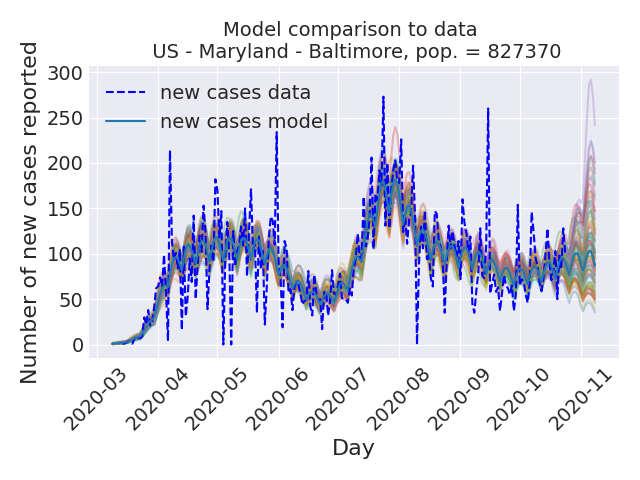 Model comparison to data
US - Maryland - Baltimore, pop. = 827370
Number of new cases reported
300
250
200
150
100
50
0
new cases data
new cases model
2020-03
2020-04
2020-05
2020-06
2020-07
2020-08
2020-09
2020-10
2020-11
Day